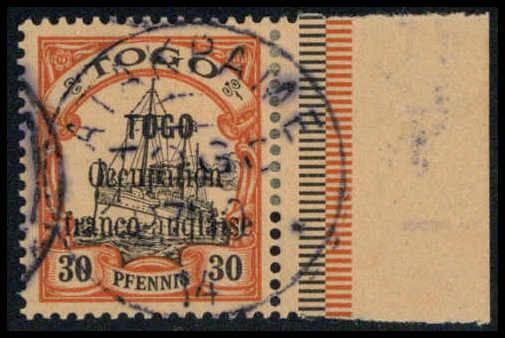 TOGO
TOGO
Occupation
franco-anglaise
30 PFENNIG 30